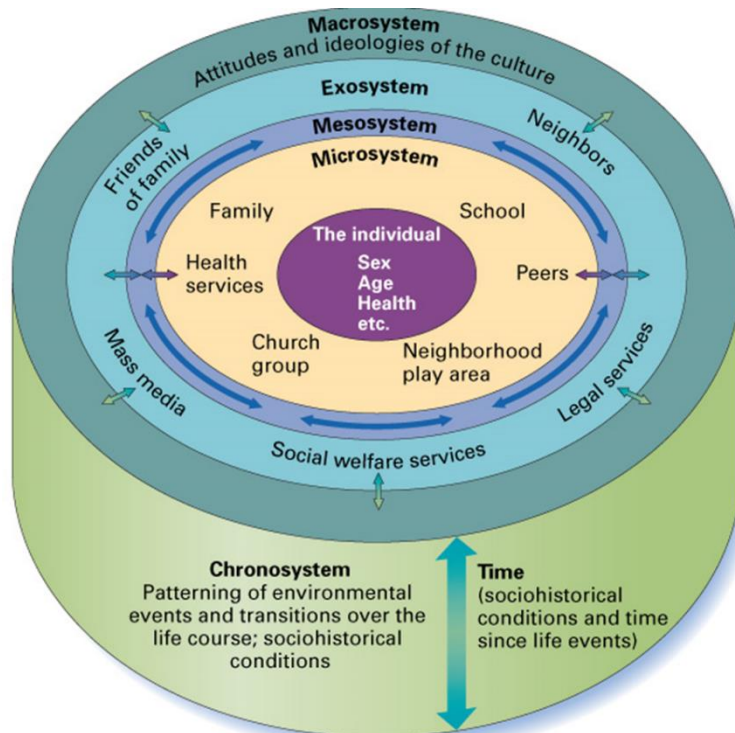 Macrosystem
Attitudes and ideologies of the culture
Exosystem
Mesosystem
Microsystem
Friends
of family
Neighbors
Family
School
The individual
Sex
Age
Health
etc.
Health
services
Peers
Church
group
Neighborhood
play area
Mass media
Legal services
Social welfare services
Chronosystem
Patterning of environmental
events and transitions over the
life course; sociohistorical
conditions
Time
(sociohistorical
conditions and time
since life events)